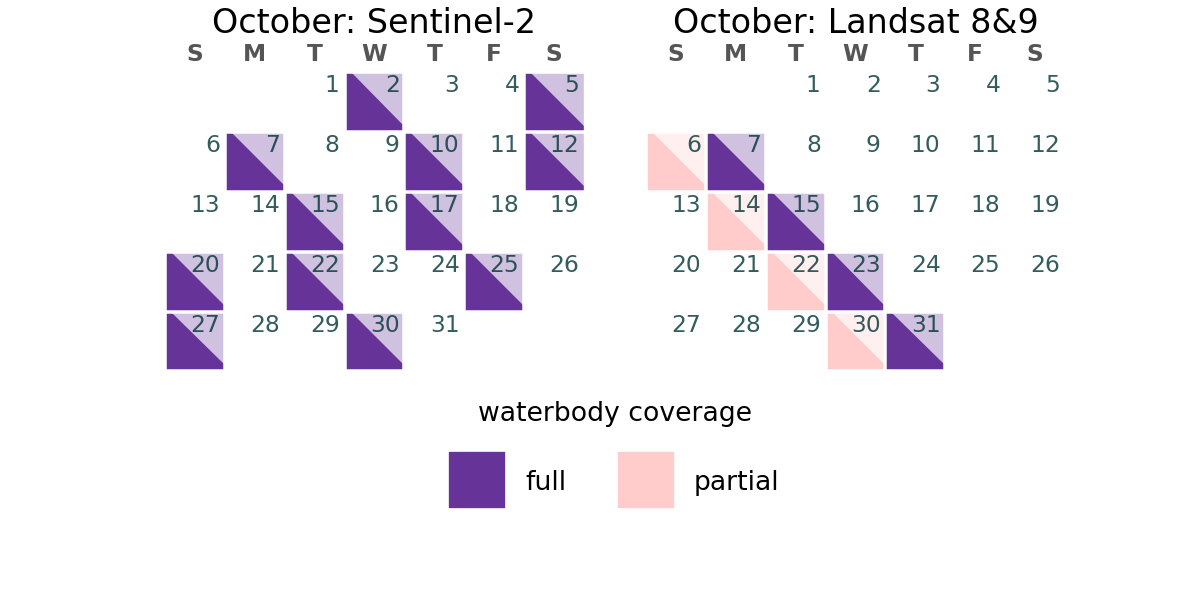 October: Sentinel-2
S M T W T F S
1 2 3 4 5
6 7 8 9 10 11 12
13 14 15 16 17 18 19
20 21 22 23 24 25 26
27 28 29 30 31
October: Landsat 8&9
S M T W T F S
1 2 3 4 5
6 7 8 9 10 11 12
13 14 15 16 17 18 19
20 21 22 23 24 25 26
27 28 29 30 31
waterbody coverage
full partial